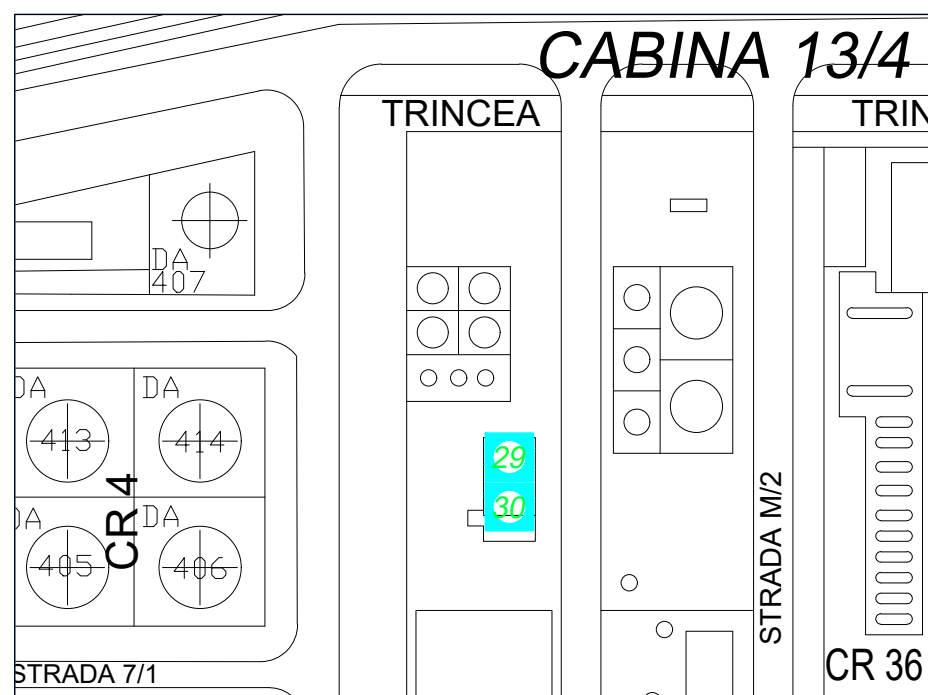 CABINA 13/4
TRINCEA
TRIN
DA
407
DA
DA
413
414
29
CR 4
30
DA
DA
405
406
STRADA M/2
STRADA 7/1
CR 36